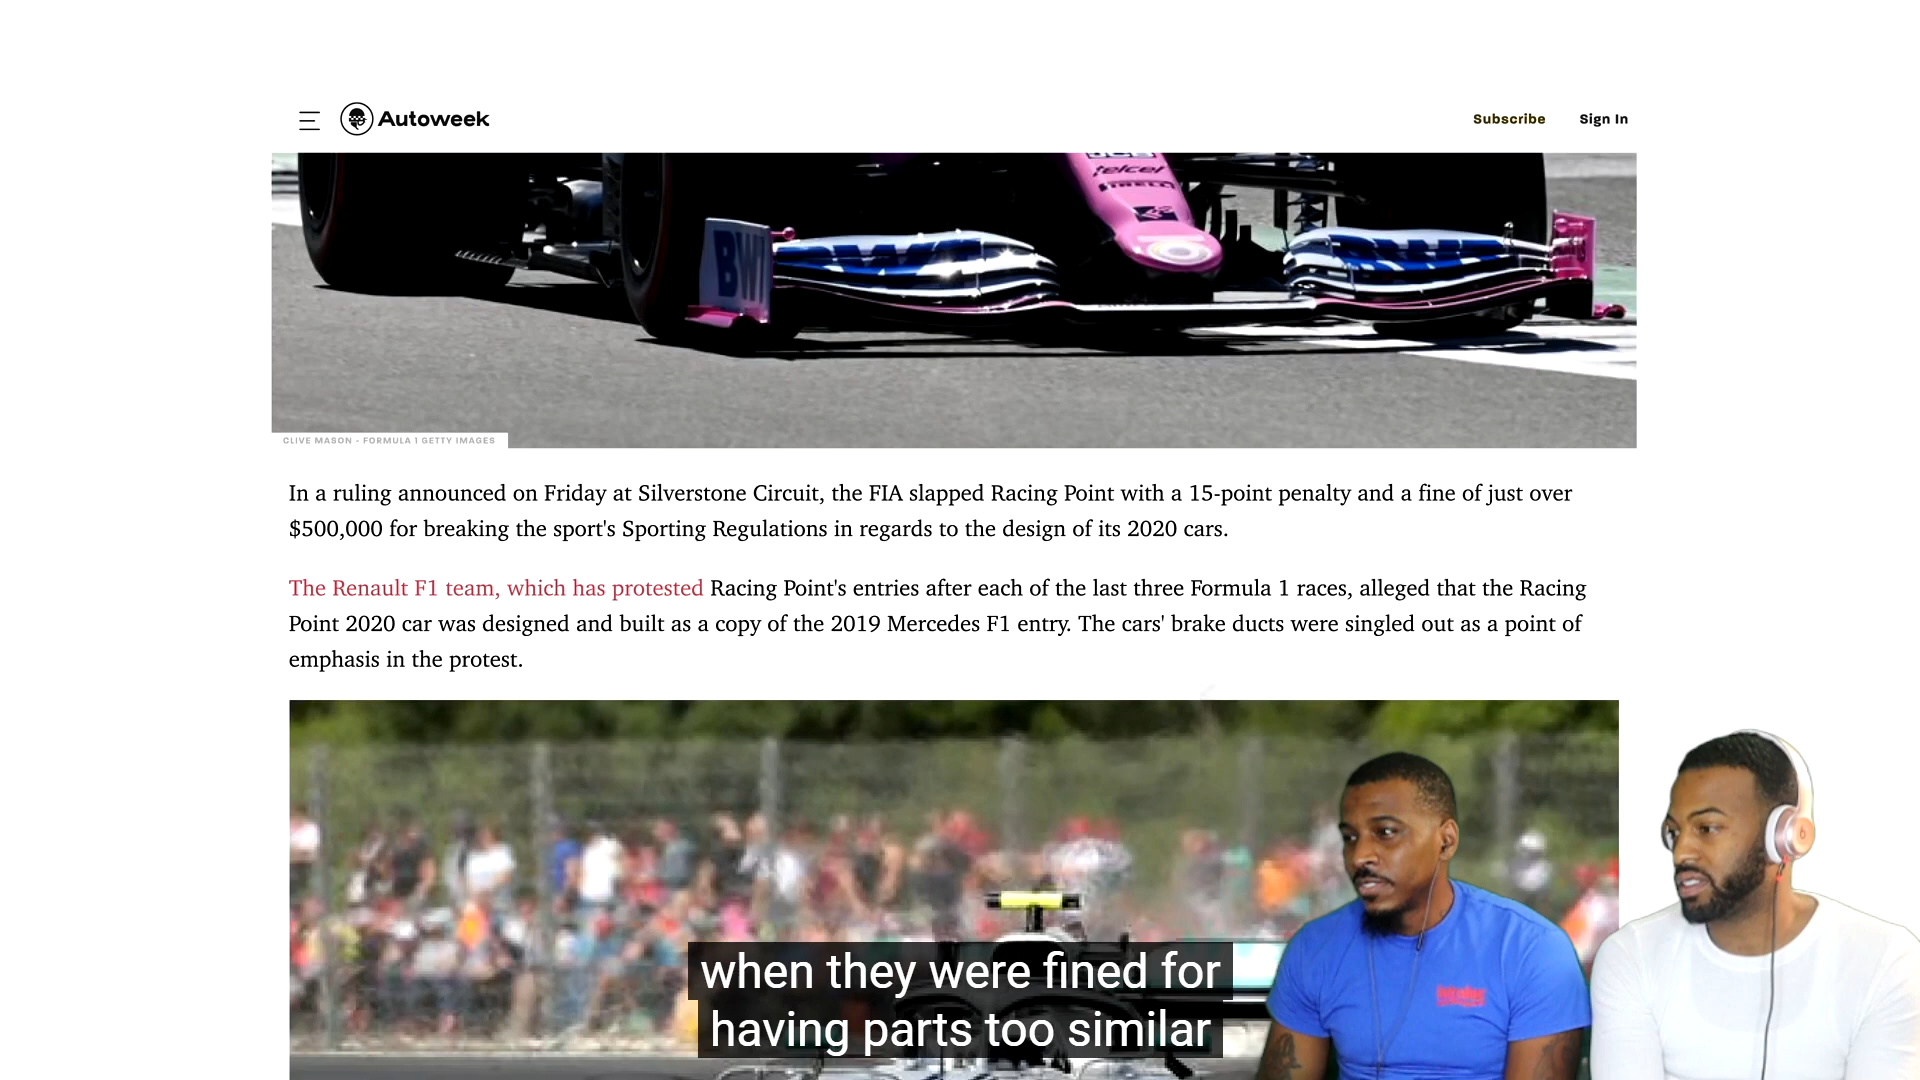 Autoweek
Subscribe
Sign In
telcel
PIRELLI
BWT
BWT
CLIVE MASON - FORMULA 1 GETTY IMAGES
In a ruling announced on Friday at Silverstone Circuit, the FIA slapped Racing Point with a 15-point penalty and a fine of just over
$500,000 for breaking the sport's Sporting Regulations in regards to the design of its 2020 cars.
The Renault F1 team, which has protested Racing Point's entries after each of the last three Formula 1 races, alleged that the Racing
Point 2020 car was designed and built as a copy of the 2019 Mercedes F1 entry. The cars' brake ducts were singled out as a point of
emphasis in the protest.
when they were fined for
having parts too similar